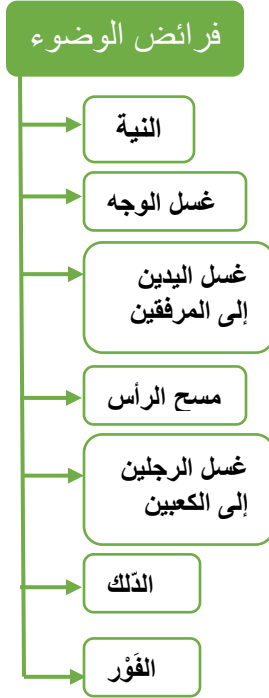 فرائض الوضوء
النية
غسل الوجه
غسل اليدين
إلى المرفقين
مسح الرأس
غسل الرجلين
إلى الكعبين
الدّلك
الفَوْر